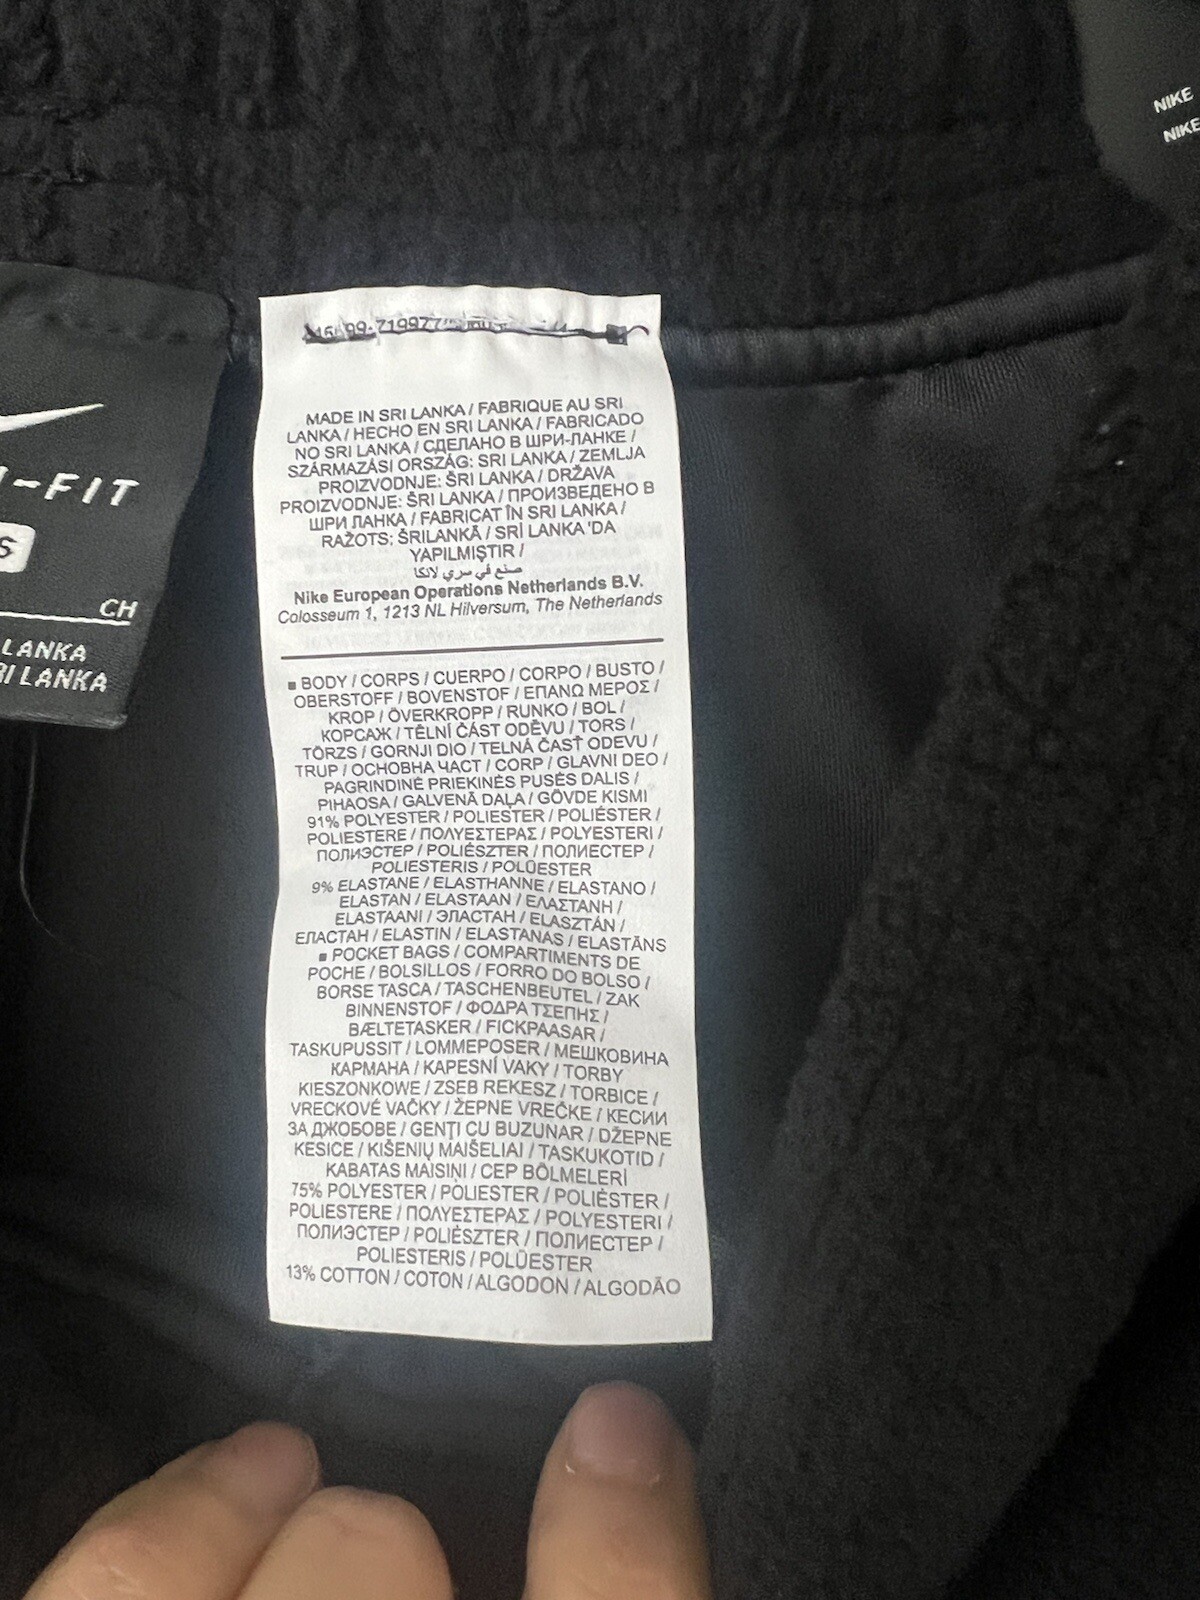 NIKE
NIKE
-FIT
S
CH
LANKA
RI LANKA
719977
MADE IN SRI LANKA / FABRIQUE AU SRI
LANKA / HECHO EN SRI LANKA / FABRICADO
NO SRI LANKA / СДЕЛАНО В ШРИ-ЛАНКЕ /
SZÁRMAZÁSI ORSZÁG: SRI LANKA / ZEMLJA
PROIZVODNJE: ŠRI LANKA / DRŽAVA
PROIZVODNJE: ŠRI LANKA / ПРОИЗВЕДЕНО В
ШРИ ЛАНКА / FABRICAT ÎN SRI LANKA /
RAŽOTS: ŠRILANKĀ / SRİ LANKA 'DA
YAPILMIŞTIR /
صنع في سري لانكا
Nike European Operations Netherlands B.V.
Colosseum 1, 1213 NL Hilversum, The Netherlands
■ BODY / CORPS / CUERPO / CORPO / BUSTO /
OBERSTOFF / BOVENSTOF / ΕΠΑΝΩ ΜΕΡΟΣ /
KROP / ÖVERKROPP / RUNKO / BOL /
КОРСАЖ / TĚLNÍ ČÁST ODĚVU / TORS /
TÖRZS / GORNJI DIO / TELNÁ ČASŤ ODEVU /
TRUP / ОСНОВНА ЧАСТ / CORP / GLAVNI DEO /
PAGRINDINĖ PRIEKINĖS PUSĖS DALIS /
PIHAOSA / GALVENĀ DAĻA / GÖVDE KISMI
91% POLYESTER / POLIESTER / POLIÉSTER /
POLIESTERE / ΠΟΛΥΕΣΤΕΡΑΣ / POLYESTERI /
ПОЛИЭСТЕР / POLIÉSZTER / ПОЛИЕСТЕР /
POLIESTERIS / POLÜESTER
9% ELASTANE / ELASTHANNE / ELASTANO /
ELASTAN / ELASTAAN / ΕΛΑΣΤΑΝΗ /
ELASTAANI / ЭЛАСТАН / ELASZTÁN /
ЕЛАСТАН / ELASTIN / ELASTANAS / ELASTĀNS
■ POCKET BAGS / COMPARTIMENTS DE
POCHE / BOLSILLOS / FORRO DO BOLSO /
BORSE TASCA / TASCHENBEUTEL / ZAK
BINNENSTOF / ΦΟΔΡΑ ΤΣΕΠΗΣ /
BÆLTETASKER / FICKPAASAR /
TASKUPUSSIT / LOMMEPOSER / МЕШКОВИНА
КАРМАНА / KAPESNÍ VAKY / TORBY
KIESZONKOWE / ZSEB REKESZ / TORBICE /
VRECKOVÉ VAČKY / ŽEPNE VREČKE / КЕСИИ
ЗА ДЖОБОВЕ / GENŢI CU BUZUNAR / DŽEPNE
KESICE / KIŠENIŲ MAIŠELIAI / TASKUKOTID /
KABATAS MAISIŅI / CEP BÖLMELERİ
75% POLYESTER / POLIESTER / POLIÉSTER /
POLIESTERE / ΠΟΛΥΕΣΤΕΡΑΣ / POLYESTERI /
ПОЛИЭСТЕР / POLIÉSZTER / ПОЛИЕСТЕР /
POLIESTERIS / POLÜESTER
13% COTTON / COTON / ALGODON / ALGODÃO